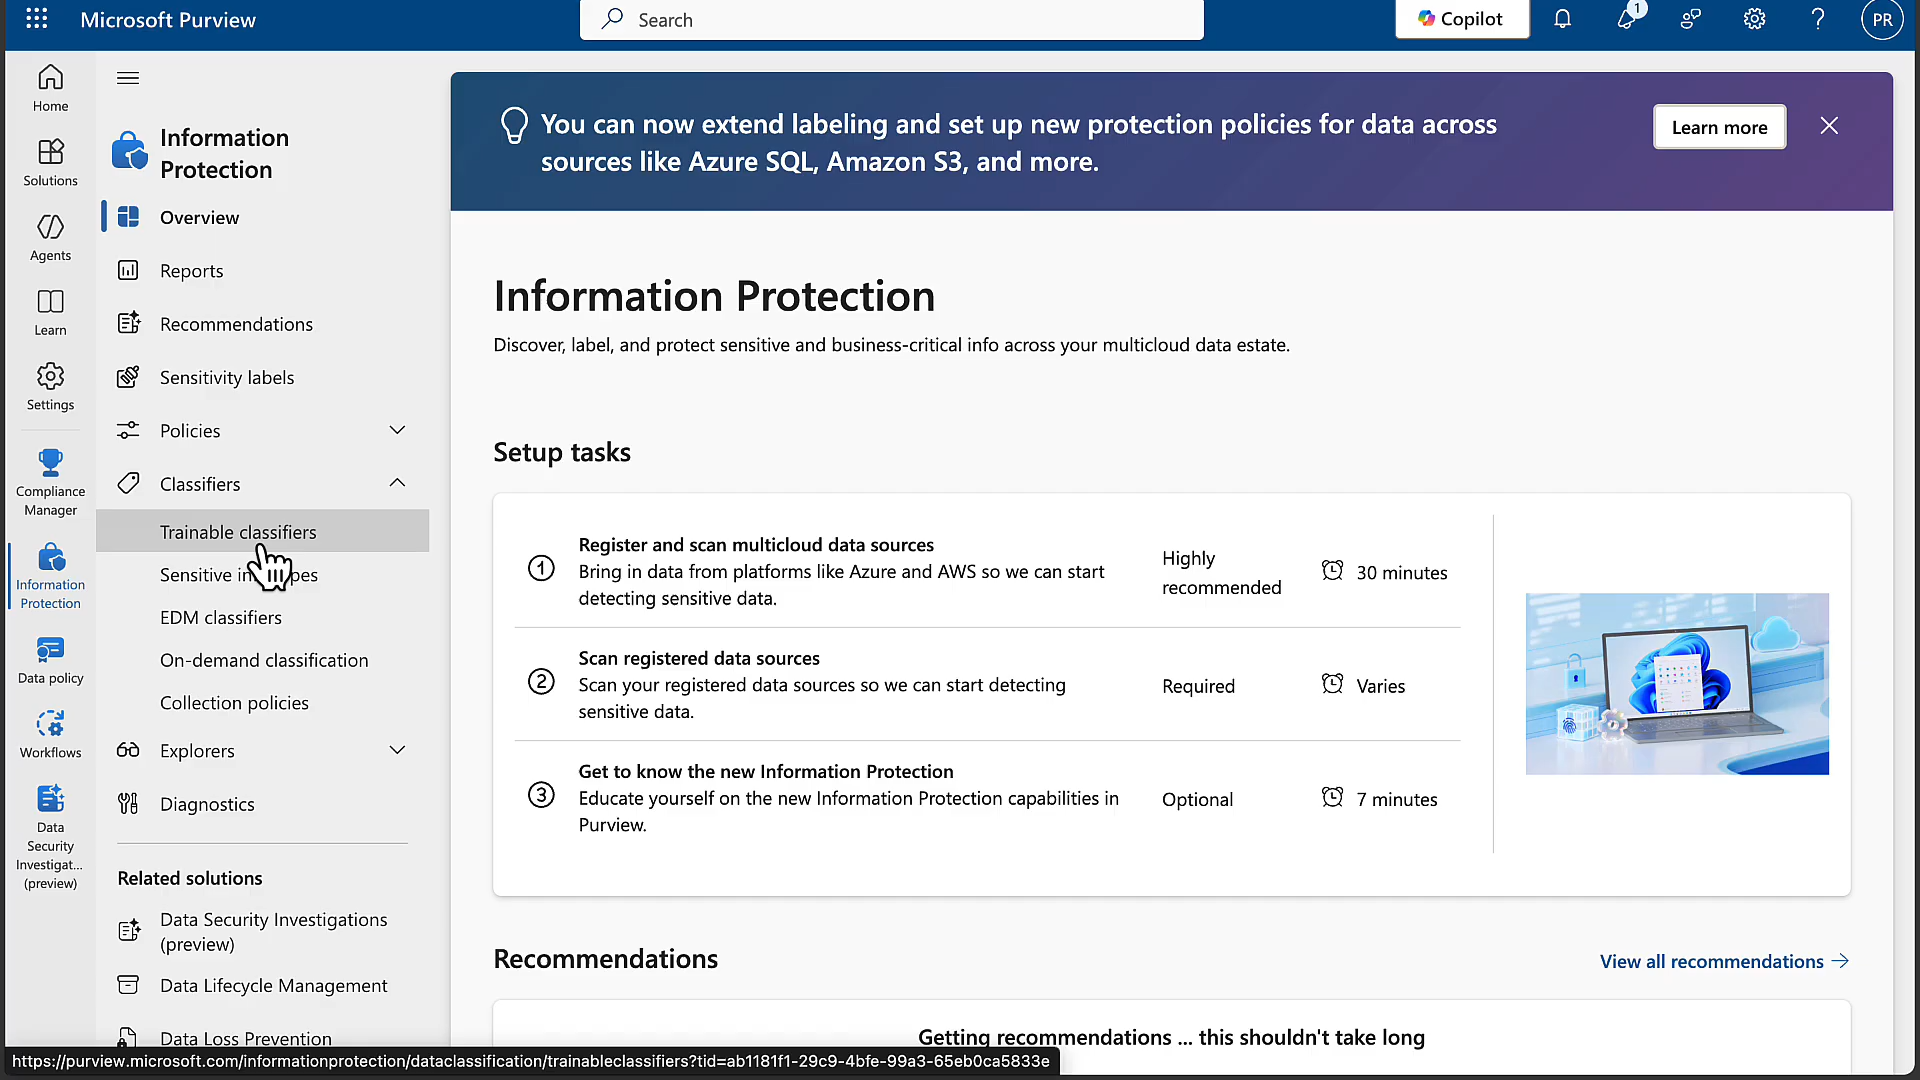 Microsoft Purview
Search
Copilot
1
PR
Home
Solutions
Agents
Learn
Settings
Compliance
Manager
Information
Protection
Data policy
Workflows
Data
Security
Investigat...
(preview)
Information
Protection
Overview
Reports
Recommendations
Sensitivity labels
Policies
Classifiers
Trainable classifiers
Sensitive in
EDM classifiers
On-demand classification
Collection policies
Explorers
Diagnostics
Related solutions
Data Security Investigations
(preview)
Data Lifecycle Management
Data Loss Prevention
You can now extend labeling and set up new protection policies for data across
sources like Azure SQL, Amazon S3, and more.
Learn more
Information Protection
Discover, label, and protect sensitive and business-critical info across your multicloud data estate.
Setup tasks
1
Register and scan multicloud data sources
Bring in data from platforms like Azure and AWS so we can start
detecting sensitive data.
Highly
recommended
30 minutes
2
Scan registered data sources
Scan your registered data sources so we can start detecting
sensitive data.
Required
Varies
3
Get to know the new Information Protection
Educate yourself on the new Information Protection capabilities in
Purview.
Optional
7 minutes
Recommendations
View all recommendations
Getting recommendations ... this shouldn't take long
https://purview.microsoft.com/informationprotection/dataclassification/trainableclassifiers?tid=ab1181f1-29c9-4bfe-99a3-65eb0ca5833e